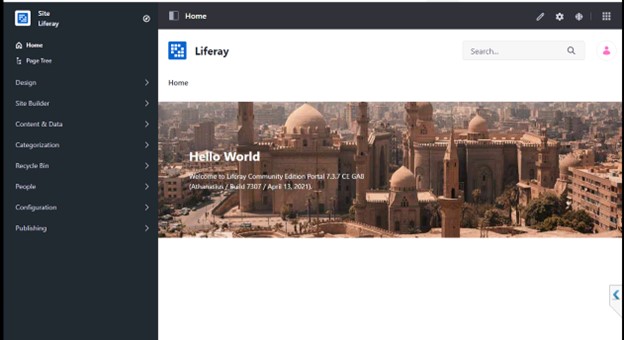 Site
Liferay
Home
Page Tree
Design
Site Builder
Content & Data
Categorization
Recycle Bin
People
Configuration
Publishing
Home
Liferay
Search...
Home
Hello World
Welcome to Liferay Community Edition Portal 7.3.7 CE GA8
(Athanasius / Build 7307 / April 13, 2021).